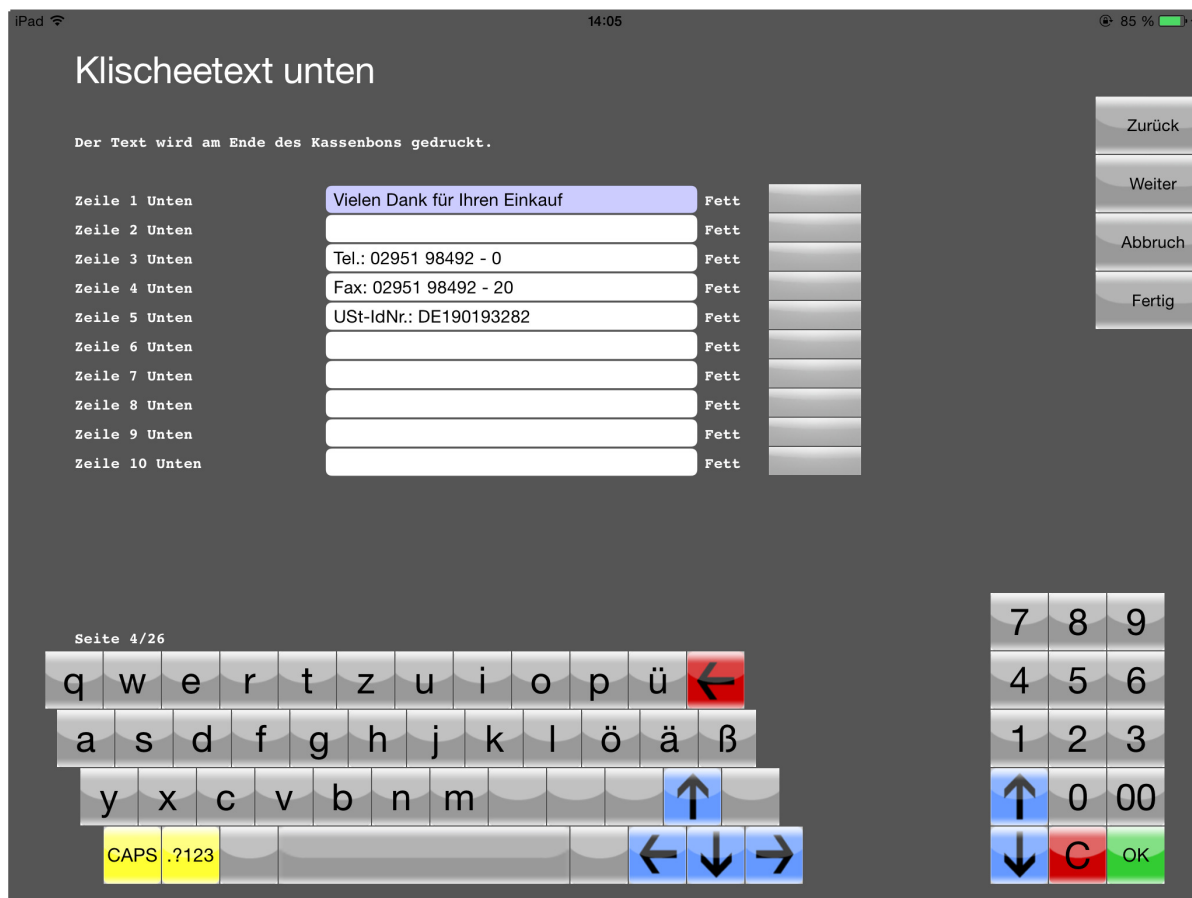 iPad 14:05 85 %
Klischeetext unten
Der Text wird am Ende des Kassenbons gedruckt.
Zurück
Weiter
Abbruch
Fertig
Zeile 1 Unten Vielen Dank für Ihren Einkauf Fett
Zeile 2 Unten Fett
Zeile 3 Unten Tel.: 02951 98492 - 0 Fett
Zeile 4 Unten Fax: 02951 98492 - 20 Fett
Zeile 5 Unten USt-IdNr.: DE190193282 Fett
Zeile 6 Unten Fett
Zeile 7 Unten Fett
Zeile 8 Unten Fett
Zeile 9 Unten Fett
Zeile 10 Unten Fett
Seite 4/26
q w e r t z u i o p ü
a s d f g h j k l ö ä ß
y x c v b n m
CAPS .?123
7 8 9
4 5 6
1 2 3
0 00
C OK